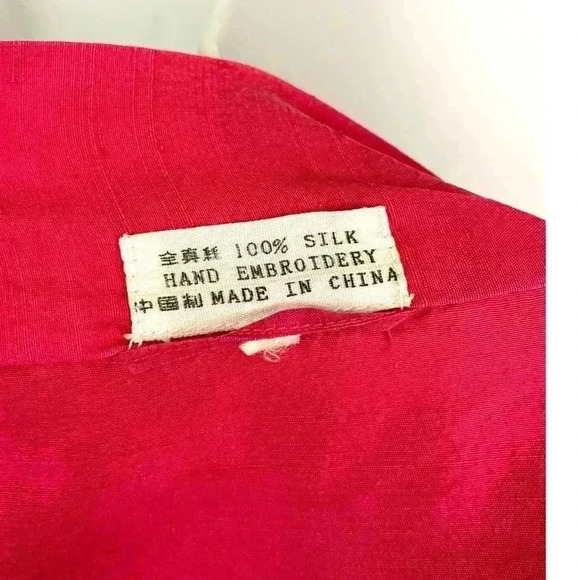 全真絲 100% SILK
HAND EMBROIDERY
中國制 MADE IN CHINA